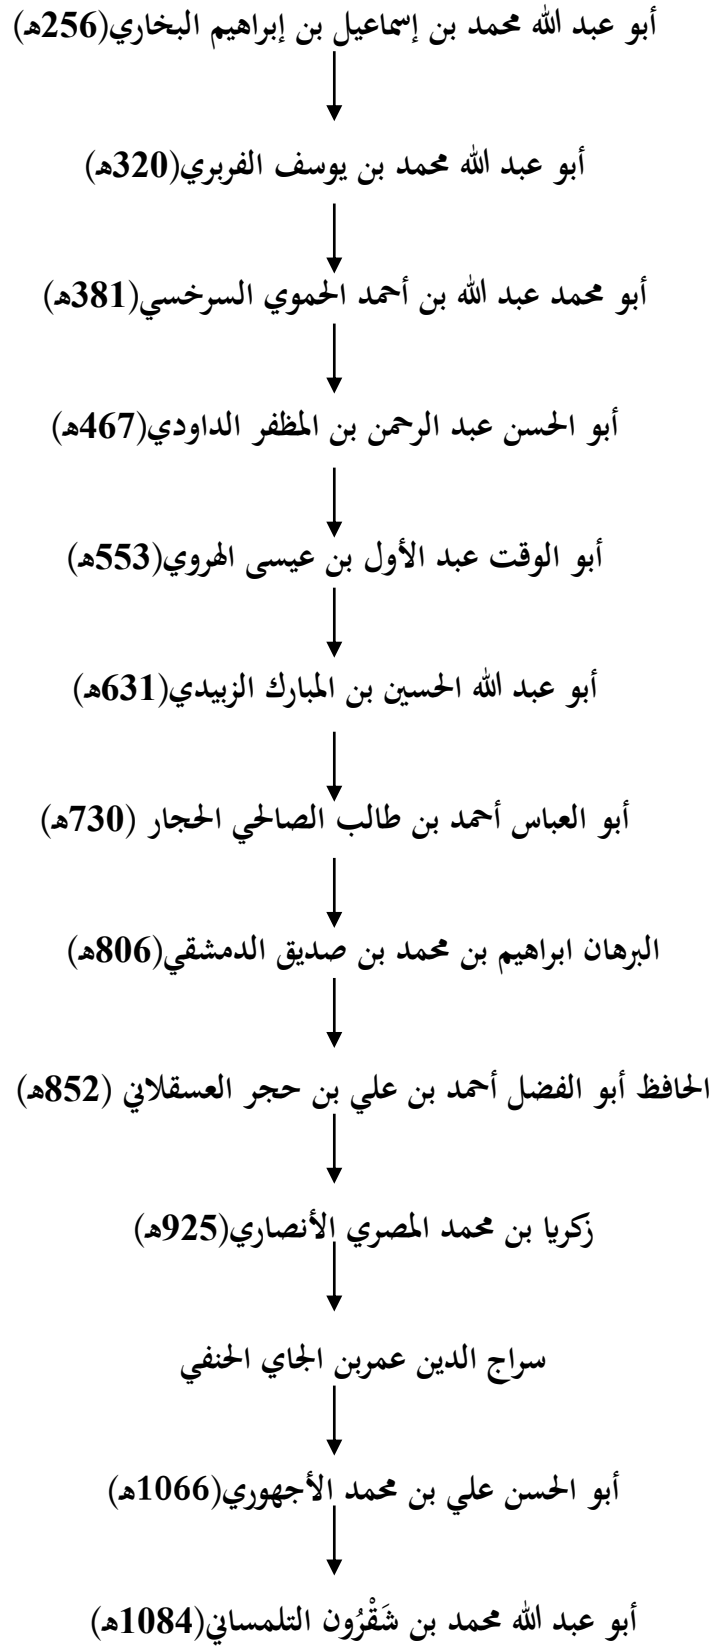 أبو عبد الله محمد بن إسماعيل بن إبراهيم البخاري(256هـ)
أبو عبد الله محمد بن يوسف الفربري(320هـ)
أبو محمد عبد الله بن أحمد الحموي السرخسي(381هـ)
أبو الحسن عبد الرحمن بن المظفر الداودي(467هـ)
أبو الوقت عبد الأول بن عيسى الهروي(553هـ)
أبو عبد الله الحسين بن المبارك الزبيدي(631هـ)
أبو العباس أحمد بن طالب الصالحي الحجار (730هـ)
البرهان ابراهيم بن محمد بن صديق الدمشقي(806هـ)
الحافظ أبو الفضل أحمد بن علي بن حجر العسقلاني (852هـ)
زكريا بن محمد المصري الأنصاري(925هـ)
سراج الدين عمربن الجاي الحنفي
أبو الحسن علي بن محمد الأجهوري(1066هـ)
أبو عبد الله محمد بن شَقْرُون التلمساني(1084هـ)